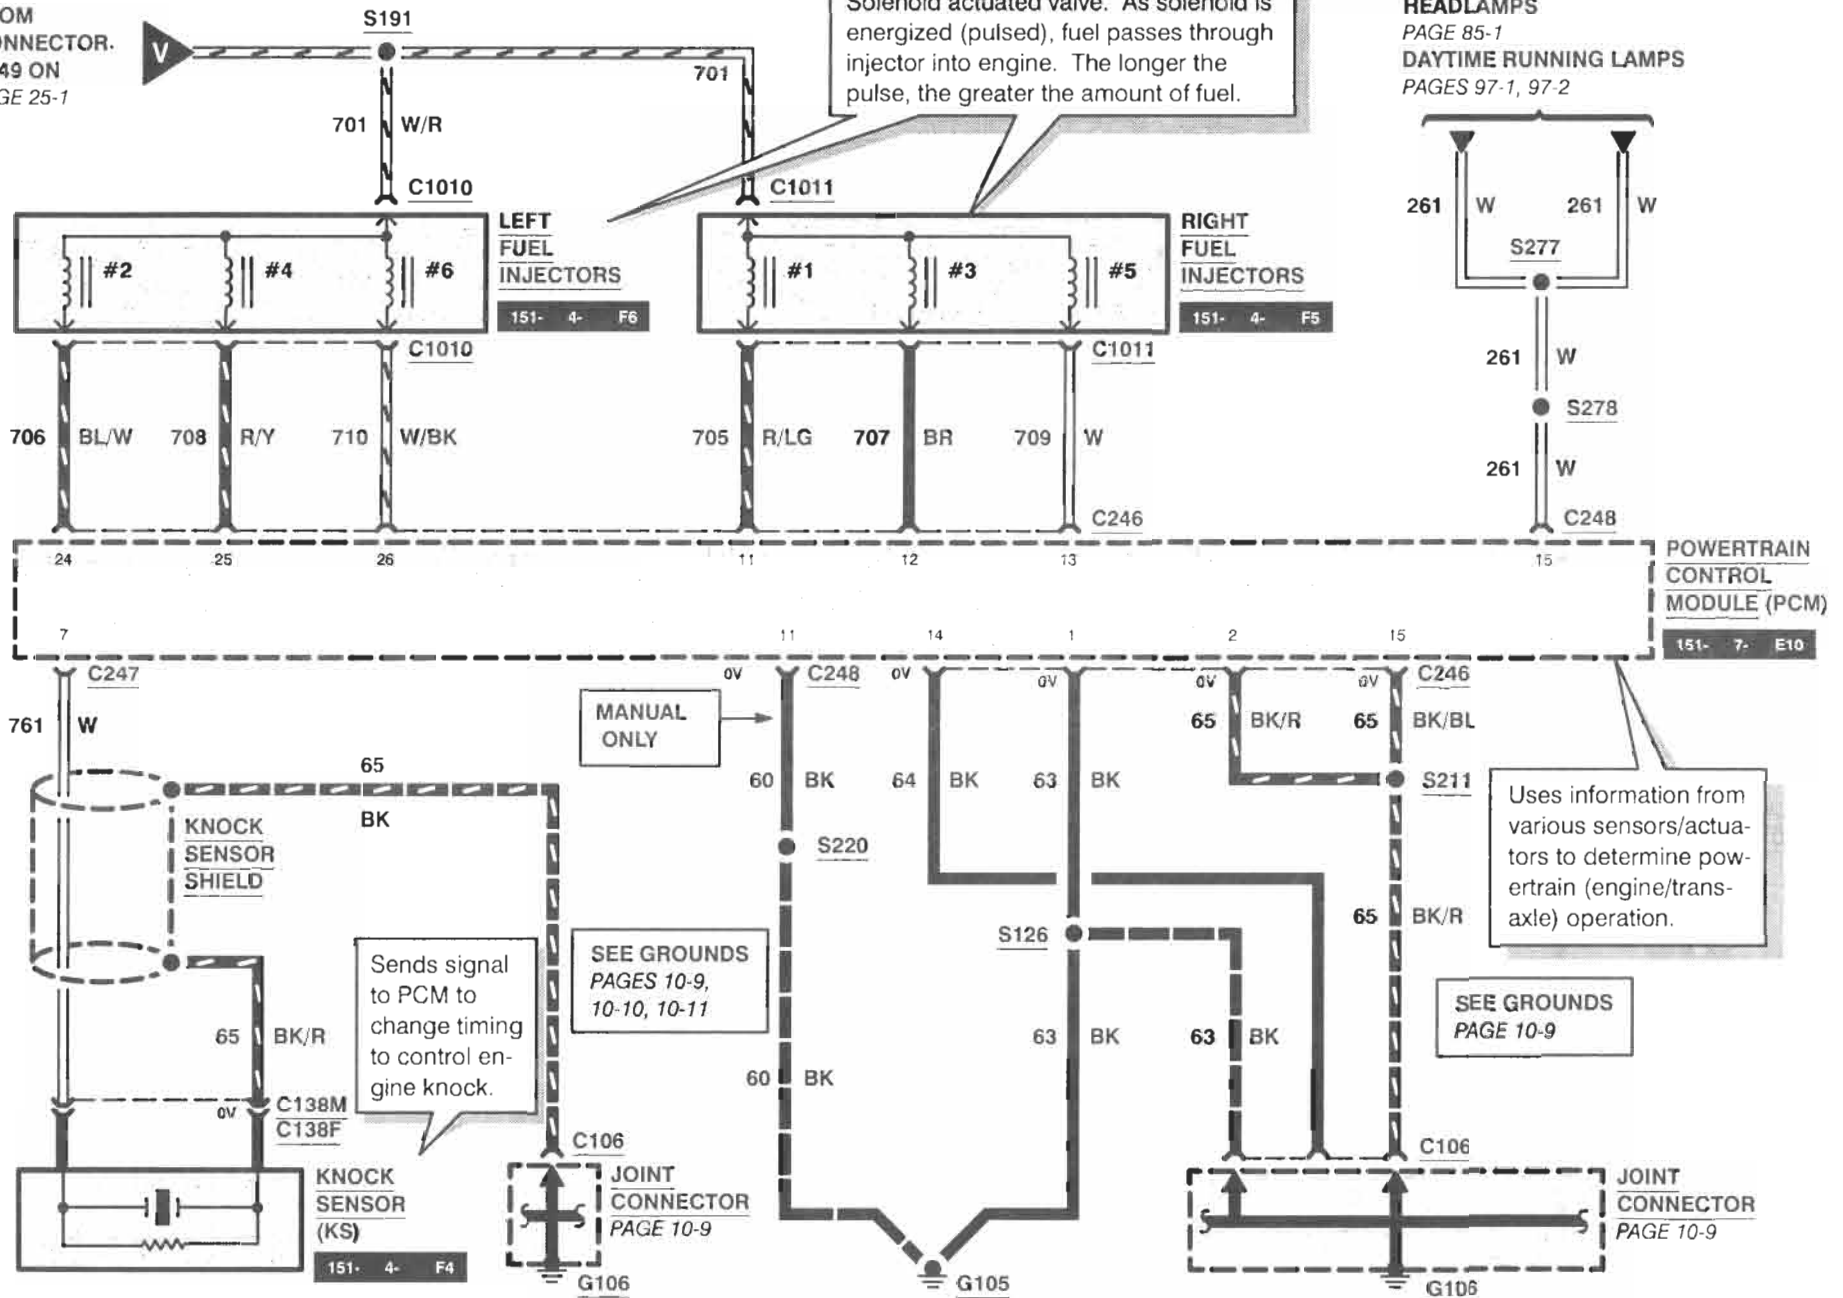 OM
ONNECTOR.
49 ON
GE 25-1
V
S191
701
701 W/R
C1010
C1011
Solenoid actuated valve. As solenoid is
energized (pulsed), fuel passes through
injector into engine. The longer the
pulse, the greater the amount of fuel.
HEADLAMPS
PAGE 85-1
DAYTIME RUNNING LAMPS
PAGES 97-1, 97-2
261 W 261 W
S277
261 W
S278
261 W
C248
#2 #4 #6
LEFT
FUEL
INJECTORS
151- 4- F6
#1 #3 #5
RIGHT
FUEL
INJECTORS
151- 4- F5
C1010
C1011
706 BL/W 708 R/Y 710 W/BK 705 R/LG 707 BR 709 W
C246
24 25 26 11 12 13 15
POWERTRAIN
CONTROL
MODULE (PCM)
151- 7- E10
7 11 14 1 2 15
C247
0V C248 0V 0V 0V 0V C246
761 W
MANUAL
ONLY
65 BK/R 65 BK/BL
65
BK
60 BK 64 BK 63 BK
S211
KNOCK
SENSOR
SHIELD
S220
Uses information from
various sensors/actua-
tors to determine pow-
ertrain (engine/trans-
axle) operation.
65 BK/R
S126
Sends signal
to PCM to
change timing
to control en-
gine knock.
SEE GROUNDS
PAGES 10-9,
10-10, 10-11
SEE GROUNDS
PAGE 10-9
65 BK/R
63 BK 63 BK
60 BK
0V C138M
C138F
C106
C106
KNOCK
SENSOR
(KS)
151- 4- F4
JOINT
CONNECTOR
PAGE 10-9
G106
G105
JOINT
CONNECTOR
PAGE 10-9
G106